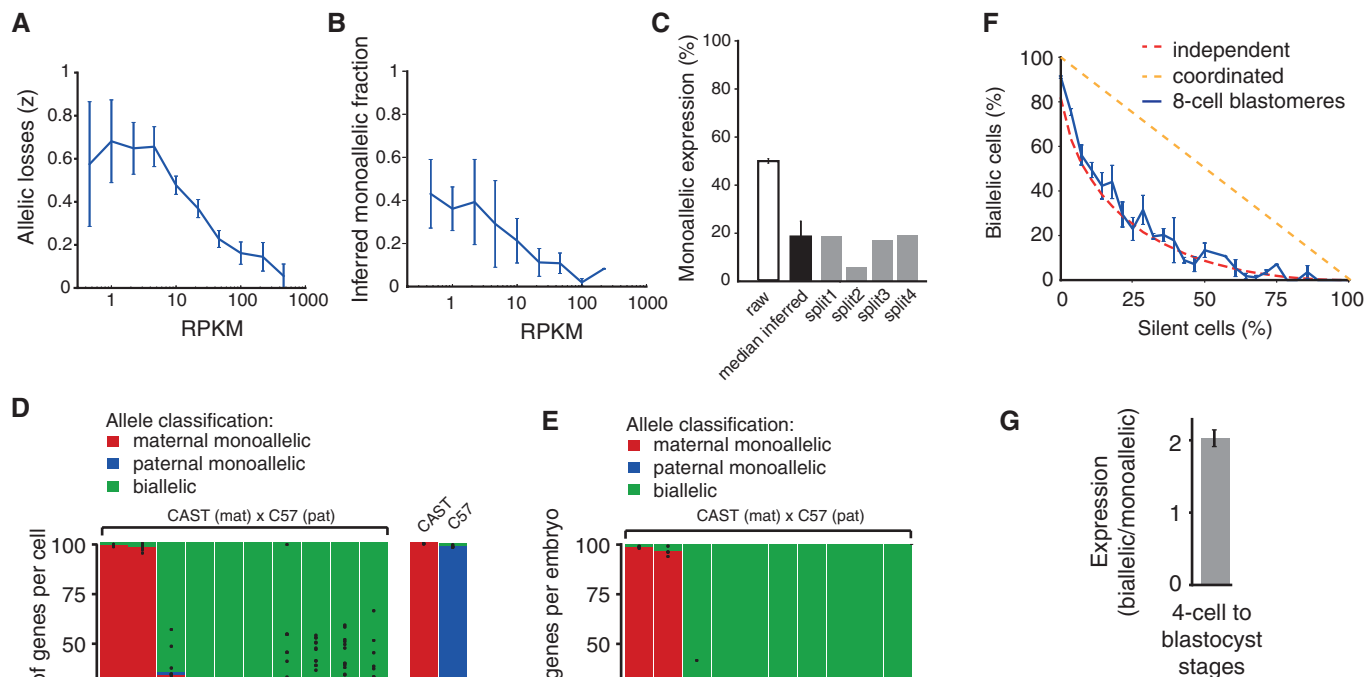 A
Allelic losses (z)
1
0.8
0.6
0.4
0.2
0
1
10
100
1000
RPKM
B
Inferred monoallelic fraction
1
0.8
0.6
0.4
0.2
0
1
10
100
1000
RPKM
C
Monoallelic expression (%)
100
80
60
40
20
0
raw
median inferred
split1
split2
split3
split4
F
independent
coordinated
8-cell blastomeres
Biallelic cells (%)
100
80
60
40
20
0
0
25
50
75
100
Silent cells (%)
D
Allele classification:
maternal monoallelic
paternal monoallelic
biallelic
CAST (mat) x C57 (pat)
CAST
C57
of genes per cell
100
75
50
E
Allele classification:
maternal monoallelic
paternal monoallelic
biallelic
CAST (mat) x C57 (pat)
genes per embryo
100
75
50
G
Expression
(biallelic/monoallelic)
2
1
0
4-cell to
blastocyst
stages